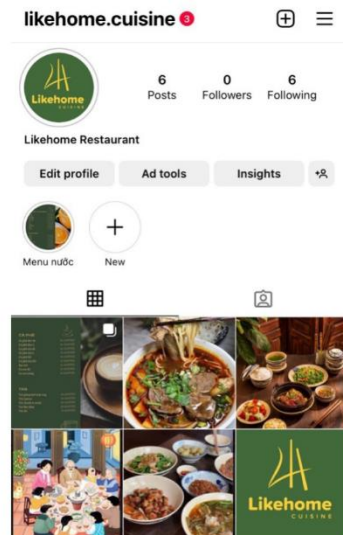 likehome.cuisine 3
Likehome
CUISINE
6 0 6
Posts Followers Following
Likehome Restaurant
Edit profile Ad tools Insights
Menu nước New
Likehome
CUISINE